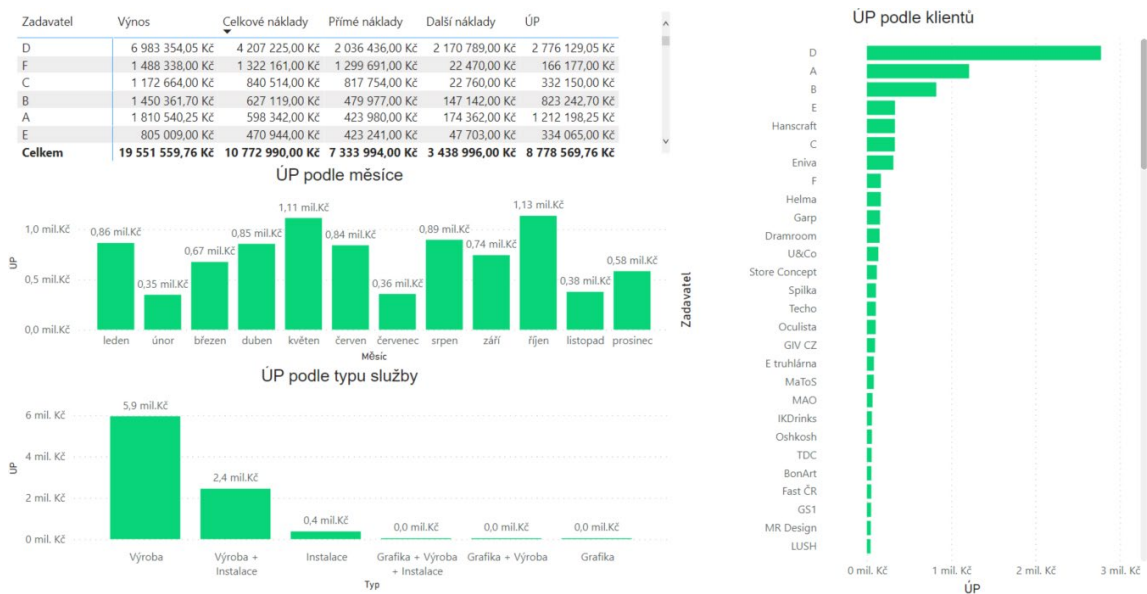 Zadavatel Výnos Celkové náklady Přímé náklady Další náklady ÚP
D 6 983 354,05 Kč 4 207 225,00 Kč 2 036 436,00 Kč 2 170 789,00 Kč 2 776 129,05 Kč
F 1 488 338,00 Kč 1 322 161,00 Kč 1 299 691,00 Kč 22 470,00 Kč 166 177,00 Kč
C 1 172 664,00 Kč 840 514,00 Kč 817 754,00 Kč 22 760,00 Kč 332 150,00 Kč
B 1 450 361,70 Kč 627 119,00 Kč 479 977,00 Kč 147 142,00 Kč 823 242,70 Kč
A 1 810 540,25 Kč 598 342,00 Kč 423 980,00 Kč 174 362,00 Kč 1 212 198,25 Kč
E 805 009,00 Kč 470 944,00 Kč 423 241,00 Kč 47 703,00 Kč 334 065,00 Kč
Celkem 19 551 559,76 Kč 10 772 990,00 Kč 7 333 994,00 Kč 3 438 996,00 Kč 8 778 569,76 Kč
ÚP podle měsíce
ÚP
1,0 mil.Kč
0,5 mil.Kč
0,0 mil.Kč
0,86 mil.Kč 0,35 mil.Kč 0,67 mil.Kč 0,85 mil.Kč 1,11 mil.Kč 0,84 mil.Kč 0,36 mil.Kč 0,89 mil.Kč 0,74 mil.Kč 1,13 mil.Kč 0,38 mil.Kč 0,58 mil.Kč
leden únor březen duben květen červen červenec srpen září říjen listopad prosinec
Měsíc
ÚP podle typu služby
ÚP
6 mil. Kč
4 mil. Kč
2 mil. Kč
0 mil. Kč
5,9 mil.Kč 2,4 mil.Kč 0,4 mil.Kč 0,0 mil.Kč 0,0 mil.Kč 0,0 mil.Kč
Výroba Výroba + Instalace Grafika + Výroba Grafika + Výroba Grafika
Instalace + Instalace
Typ
ÚP podle klientů
Zadavatel
D
A
B
E
Hanscraft
C
Eniva
F
Helma
Garp
Dramroom
U&Co
Store Concept
Spilka
Techo
Oculista
GIV CZ
E truhlárna
MaToS
MAO
IKDrinks
Oshkosh
TDC
BonArt
Fast ČR
GS1
MR Design
LUSH
0 mil. Kč 1 mil. Kč 2 mil. Kč 3 mil. Kč
ÚP